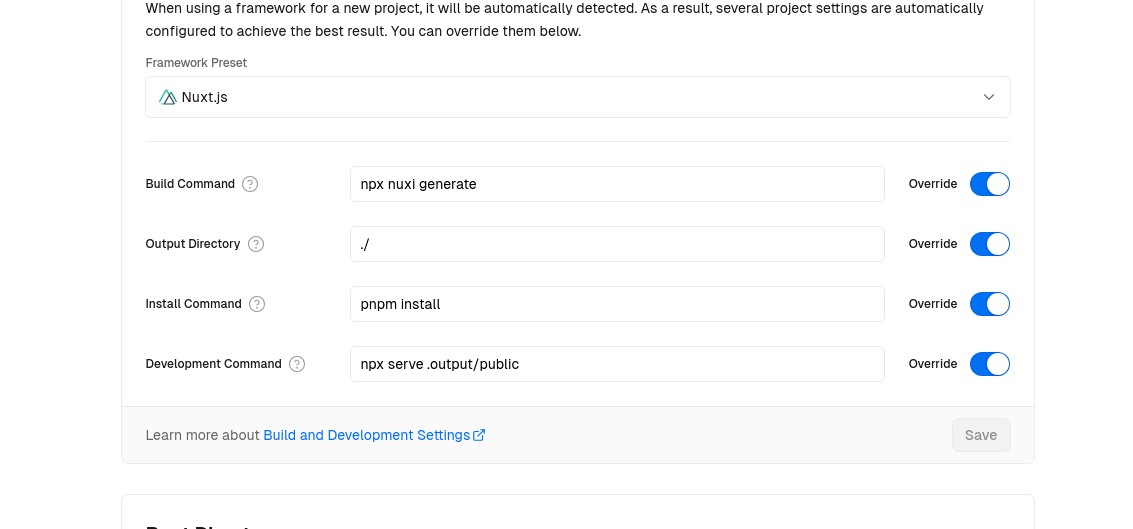 When using a framework for a new project, it will be automatically detected. As a result, several project settings are automatically
configured to achieve the best result. You can override them below.
Framework Preset
Nuxt.js
Build Command ? npx nuxi generate Override
Output Directory ? ./ Override
Install Command ? pnpm install Override
Development Command ? npx serve .output/public Override
Learn more about Build and Development Settings Save